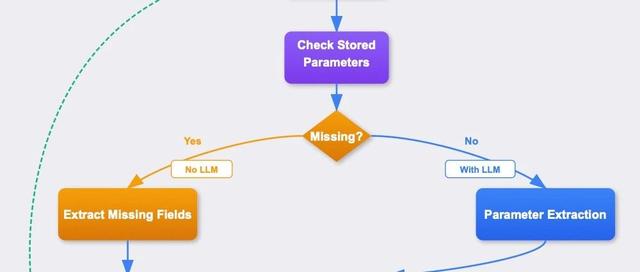 Check Stored
Parameters
Missing?
Yes
No
No LLM
With LLM
Extract Missing Fields
Parameter Extraction